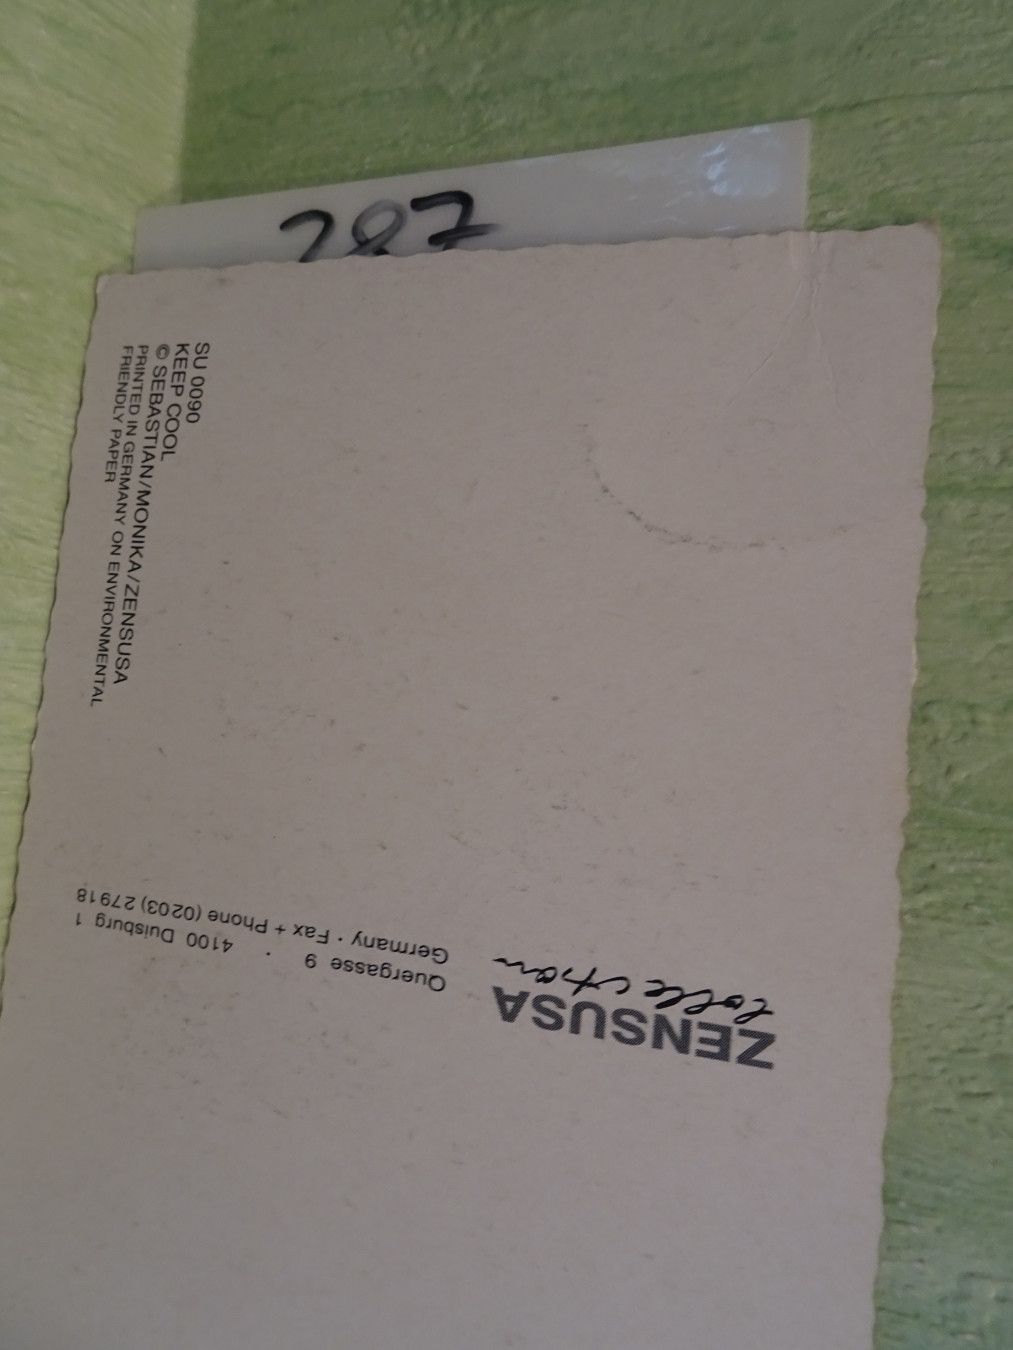 287
SU 0090
KEEP COOL
© SEBASTIAN/MONIKA/ZENSUSA
PRINTED IN GERMANY ON ENVIRONMENTAL
FRIENDLY PAPER
ZENSUSA
collection
Quergasse 9 · 4100 Duisburg 1
Germany · Fax + Phone (0203) 27918